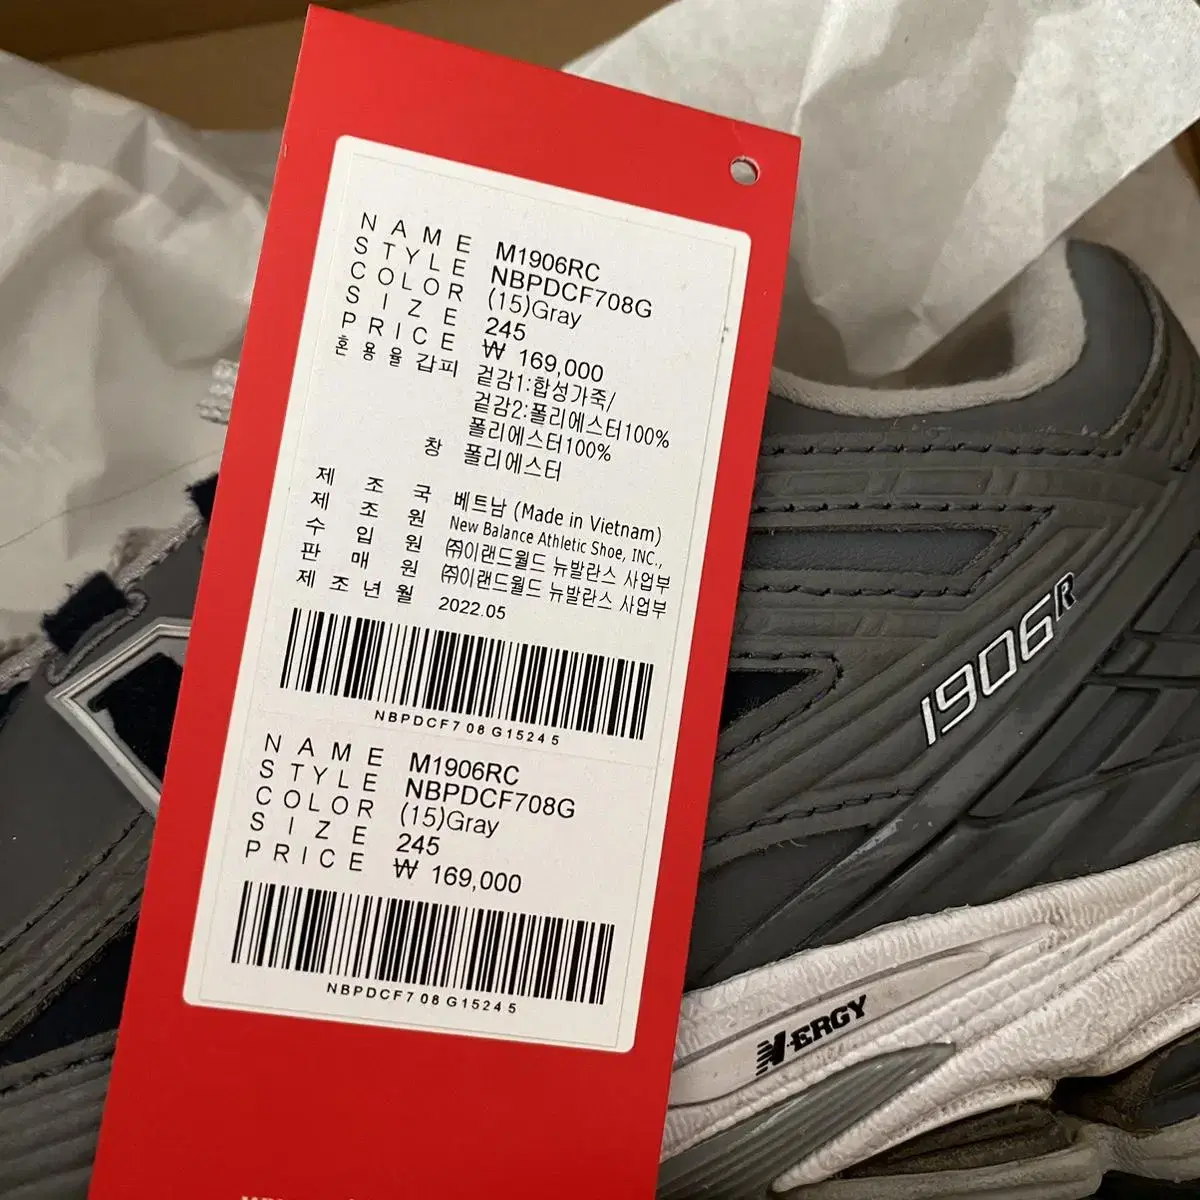 NAME M1906RC
STYLE NBPDCF708G
COLOR (15)Gray
SIZE 245
PRICE ₩ 169,000
혼용율 갑피 겉감1:합성가죽/
겉감2:폴리에스터100%
폴리에스터100%
창 폴리에스터
제조국 베트남 (Made in Vietnam)
제조원 New Balance Athletic Shoe, INC.,
수입원 ㈜이랜드월드 뉴발란스 사업부
판매원 ㈜이랜드월드 뉴발란스 사업부
제조년월 2022.05
NBPDCF708G15245
NAME M1906RC
STYLE NBPDCF708G
COLOR (15)Gray
SIZE 245
PRICE ₩ 169,000
NBPDCF708G15245
1906R
N-ERGY